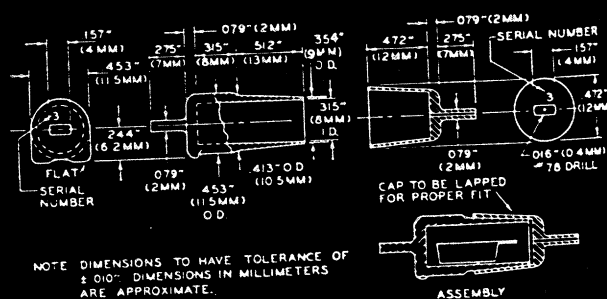 .157"
(4MM)
.453"
(11.5MM)
3
.244"
(6.2MM)
FLAT
SERIAL
NUMBER
.079"(2MM)
.275"
(7MM)
.315"
(8MM)
.512"
(13MM)
.354"
(9MM)
O.D.
.315"
(8MM)
I.D.
.079"
(2MM)
.453"
(11.5MM)
O.D.
.413" O.D
(10.5MM)
.079"(2MM)
.472"
(12MM)
.275"
(7MM)
SERIAL NUMBER
.157"
(4MM)
3
.472"
(12MM)
.079"
(2MM)
.016"(0.4MM)
#78 DRILL
CAP TO BE LAPPED
FOR PROPER FIT
ASSEMBLY
NOTE DIMENSIONS TO HAVE TOLERANCE OF
± .010". DIMENSIONS IN MILLIMETERS
ARE APPROXIMATE.